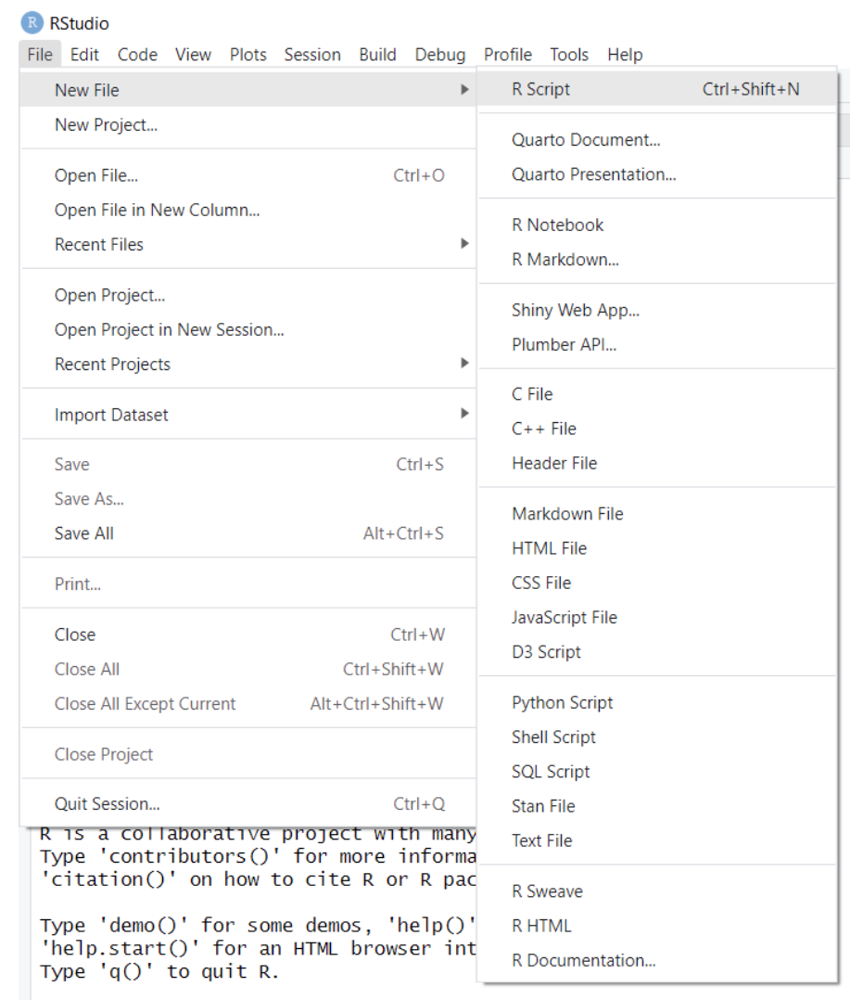 R RStudio
File Edit Code View Plots Session Build Debug Profile Tools Help
New File
New Project...
Open File... Ctrl+O
Open File in New Column...
Recent Files
Open Project...
Open Project in New Session...
Recent Projects
Import Dataset
Save Ctrl+S
Save As...
Save All Alt+Ctrl+S
Print...
Close Ctrl+W
Close All Ctrl+Shift+W
Close All Except Current Alt+Ctrl+Shift+W
Close Project
Quit Session... Ctrl+Q
R Script Ctrl+Shift+N
Quarto Document...
Quarto Presentation...
R Notebook
R Markdown...
Shiny Web App...
Plumber API...
C File
C++ File
Header File
Markdown File
HTML File
CSS File
JavaScript File
D3 Script
Python Script
Shell Script
SQL Script
Stan File
Text File
R Sweave
R HTML
R Documentation...
R is a collaborative project with many
Type 'contributors()' for more informa
'citation()' on how to cite R or R pac
Type 'demo()' for some demos, 'help()'
'help.start()' for an HTML browser int
Type 'q()' to quit R.